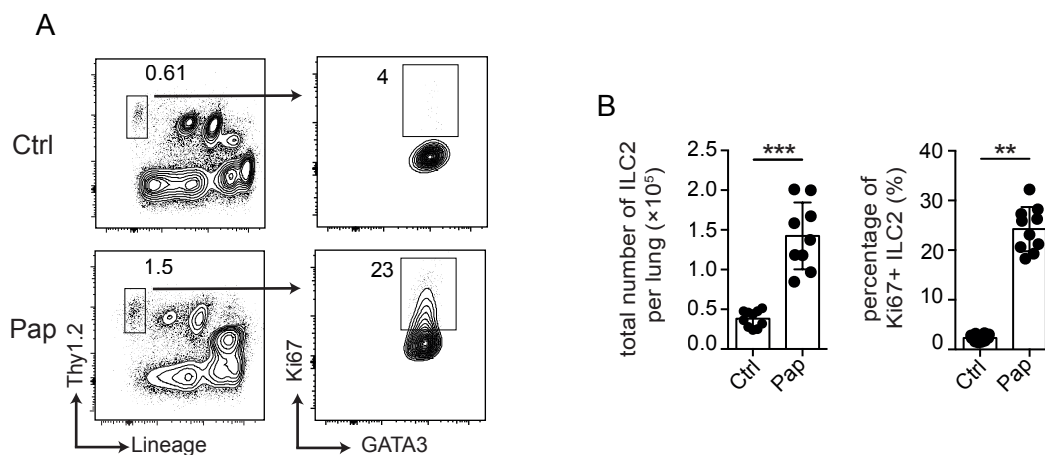 A
0.61
4
Ctrl
1.5
23
Pap
Thy1.2
Lineage
Ki67
GATA3
B
total number of ILC2
per lung (×10⁵)
***
2.5
2.0
1.5
1.0
0.5
0.0
Ctrl
Pap
percentage of
Ki67+ ILC2 (%)
**
40
30
20
10
0
Ctrl
Pap